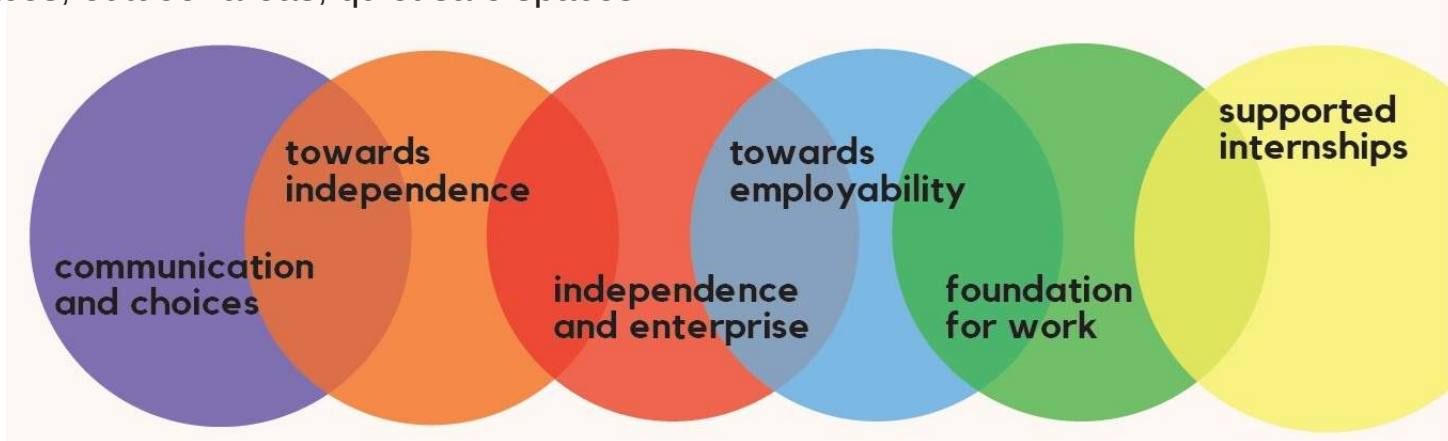 communication
and choices
towards
independence
independence
and enterprise
towards
employability
foundation
for work
supported
internships